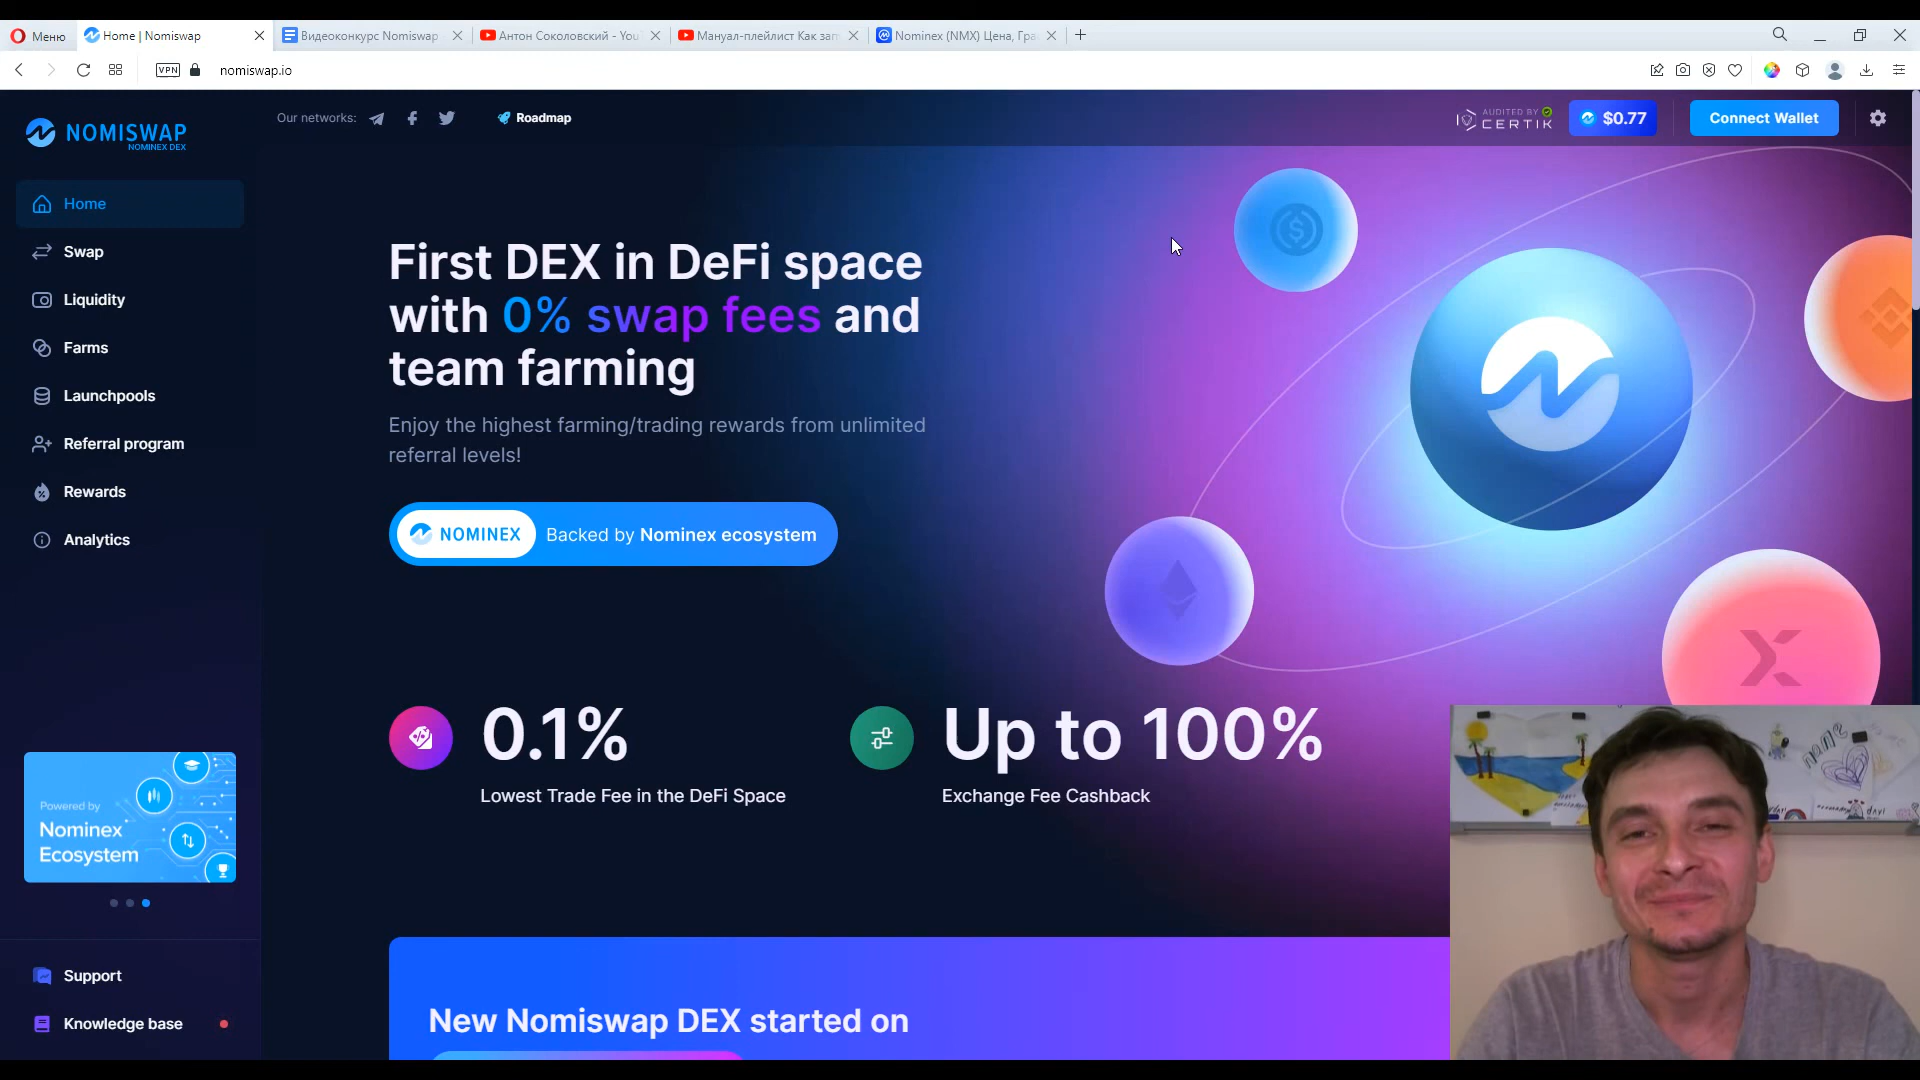 Меню
Home | Nomiswap
Видеоконкурс Nomiswap
Антон Соколовский - You
Мануал-плейлист Как зап
Nominex (NMX) Цена, Гра
VPN
nomiswap.io
NOMISWAP
NOMINEX DEX
Our networks:
Roadmap
AUDITED BY
CERTIK
$0.77
Connect Wallet
Home
Swap
Liquidity
Farms
Launchpools
Referral program
Rewards
Analytics
First DEX in DeFi space
with 0% swap fees and
team farming
Enjoy the highest farming/trading rewards from unlimited
referral levels!
NOMINEX
Backed by Nominex ecosystem
0.1%
Lowest Trade Fee in the DeFi Space
Up to 100%
Exchange Fee Cashback
Powered by
Nominex
Ecosystem
Support
Knowledge base
New Nomiswap DEX started on